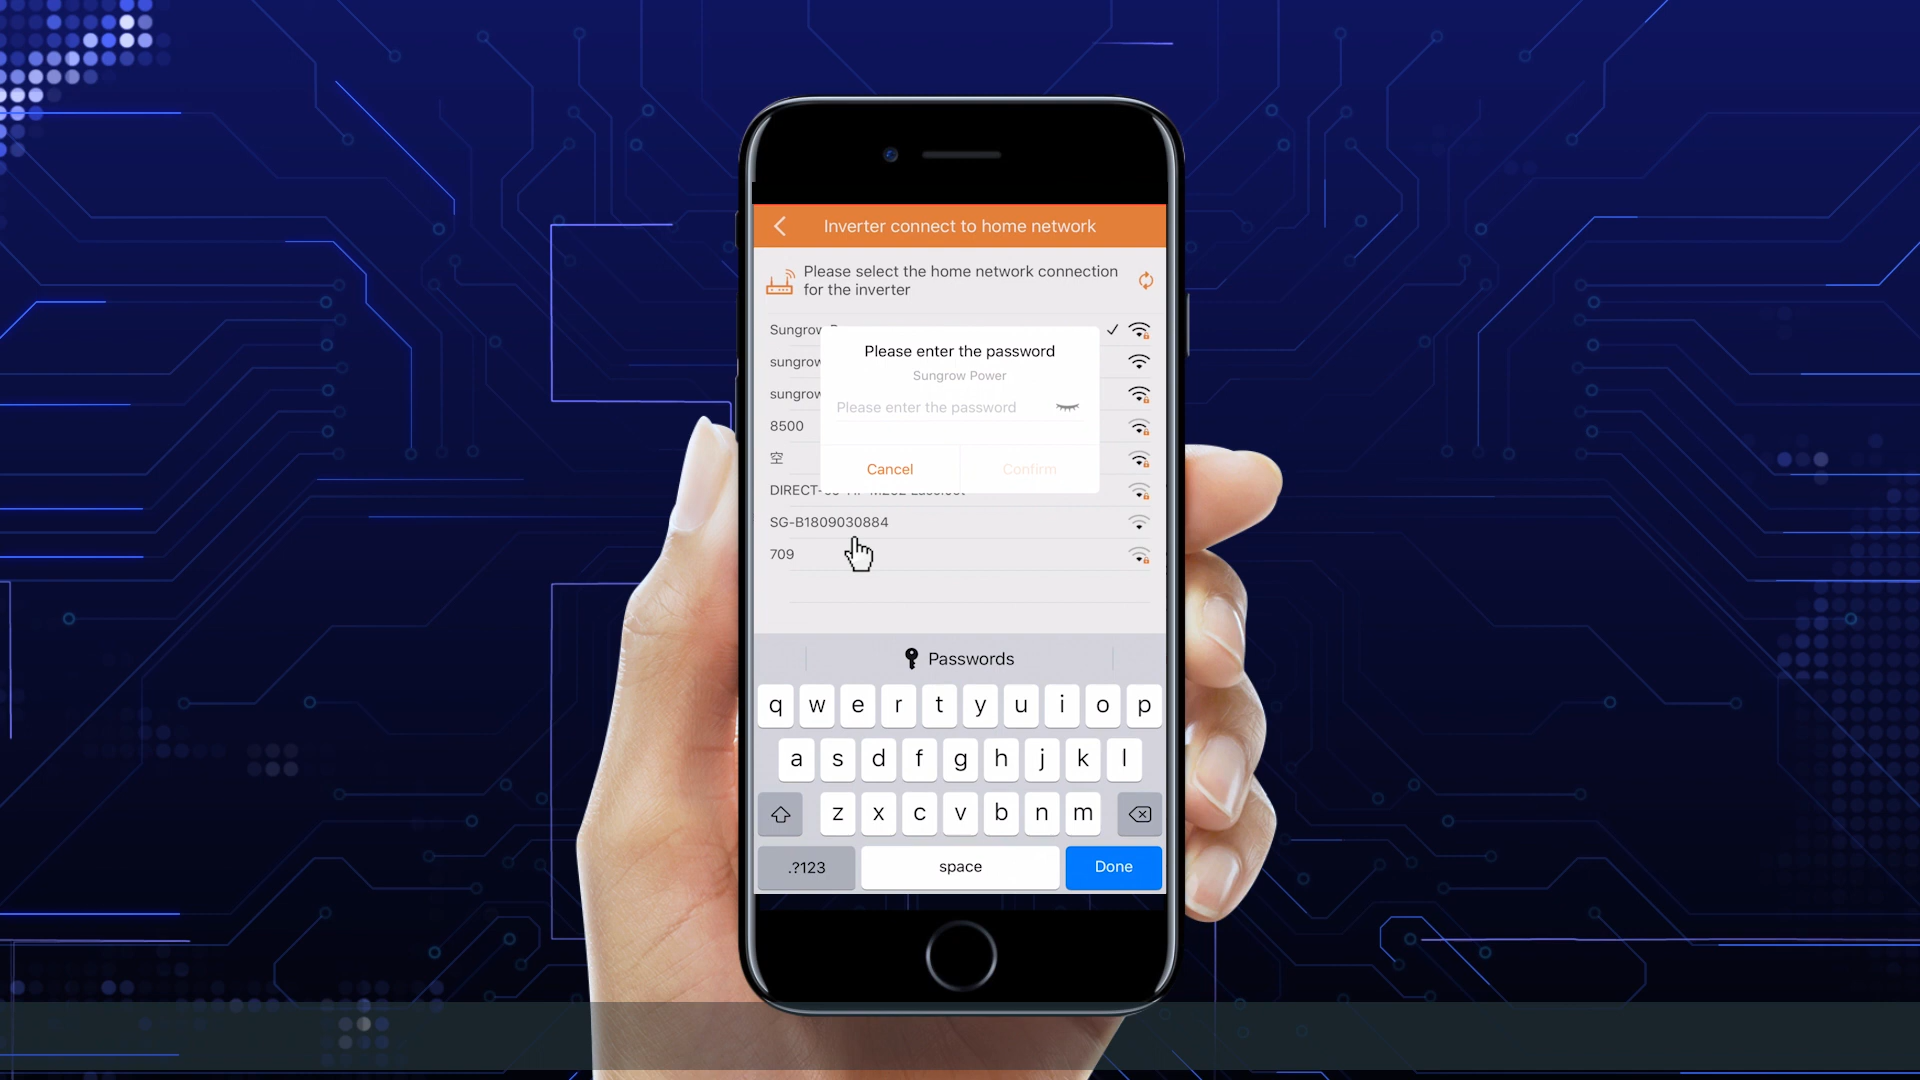 Inverter connect to home network
Please select the home network connection
for the inverter
Sungrow
Please enter the password
sungrow
Sungrow Power
sungrow
Please enter the password
8500
空
Cancel
Confirm
DIRECT-
SG-B1809030884
709
Passwords
q w e r t y u i o p
a s d f g h j k l
z x c v b n m
.?123
space
Done